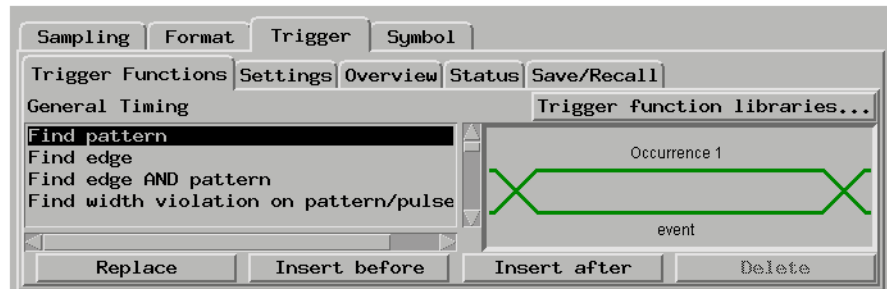 Sampling Format Trigger Symbol
Trigger Functions Settings Overview Status Save/Recall
General Timing Trigger function libraries...
Find pattern
Find edge
Find edge AND pattern
Find width violation on pattern/pulse
Occurrence 1
event
Replace Insert before Insert after Delete